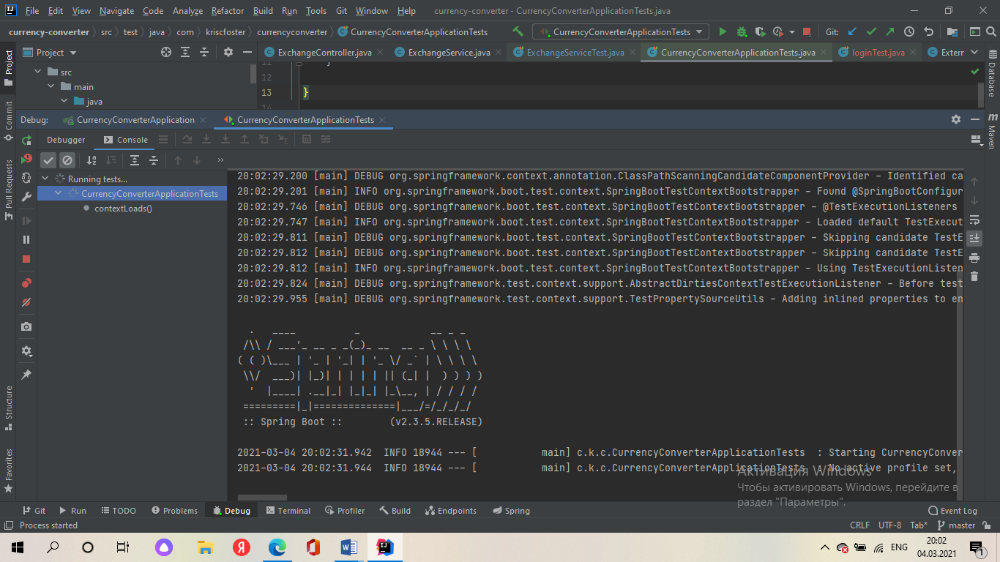 File Edit View Navigate Code Analyze Refactor Build Run Tools Git Window Help currency-converter - CurrencyConverterApplicationTests.java
currency-converter src test java com kriscfoster currencyconverter CurrencyConverterApplicationTests CurrencyConverterApplicationTests Git:
Project ExchangeController.java ExchangeService.java ExchangeServiceTest.java CurrencyConverterApplicationTests.java loginTest.java Extern
src
main
java
11 }
12
13 }
14
Debug: CurrencyConverterApplication CurrencyConverterApplicationTests
Debugger Console
Running tests...
CurrencyConverterApplicationTests
contextLoads()
20:02:29.200 [main] DEBUG org.springframework.context.annotation.ClassPathScanningCandidateComponentProvider - Identified ca
20:02:29.201 [main] INFO org.springframework.boot.test.context.SpringBootTestContextBootstrapper - Found @SpringBootConfigur
20:02:29.746 [main] DEBUG org.springframework.boot.test.context.SpringBootTestContextBootstrapper - @TestExecutionListeners
20:02:29.747 [main] INFO org.springframework.boot.test.context.SpringBootTestContextBootstrapper - Loaded default TestExecut
20:02:29.811 [main] DEBUG org.springframework.boot.test.context.SpringBootTestContextBootstrapper - Skipping candidate TestE
20:02:29.812 [main] DEBUG org.springframework.boot.test.context.SpringBootTestContextBootstrapper - Skipping candidate TestE
20:02:29.812 [main] INFO org.springframework.boot.test.context.SpringBootTestContextBootstrapper - Using TestExecutionListen
20:02:29.824 [main] DEBUG org.springframework.test.context.support.AbstractDirtiesContextTestExecutionListener - Before test
20:02:29.955 [main] DEBUG org.springframework.test.context.support.TestPropertySourceUtils - Adding inlined properties to en
  .   ____          _            __ _ _
 /\\ / ___'_ __ _ _(_)_ __  __ _ \ \ \ \
( ( )\___ | '_ | '_| | '_ \/ _` | \ \ \ \
 \\/  ___)| |_)| | | | | || (_| |  ) ) ) )
  '  |____| .__|_| |_|_| |_\__, | / / / /
 =========|_|==============|___/=/_/_/_/
 :: Spring Boot ::        (v2.3.5.RELEASE)
2021-03-04 20:02:31.942  INFO 18944 --- [           main] c.k.c.CurrencyConverterApplicationTests  : Starting CurrencyConver
2021-03-04 20:02:31.944  INFO 18944 --- [           main] c.k.c.CurrencyConverterApplicationTests  : No active profile set,
Активация Windows
Чтобы активировать Windows, перейдите в
раздел "Параметры".
Project
Commit
Pull Requests
Structure
Favorites
Database
Maven
Git Run TODO Problems Debug Terminal Profiler Build Endpoints Spring Event Log
Process started CRLF UTF-8 Tab* master
ENG 20:02
04.03.2021
1